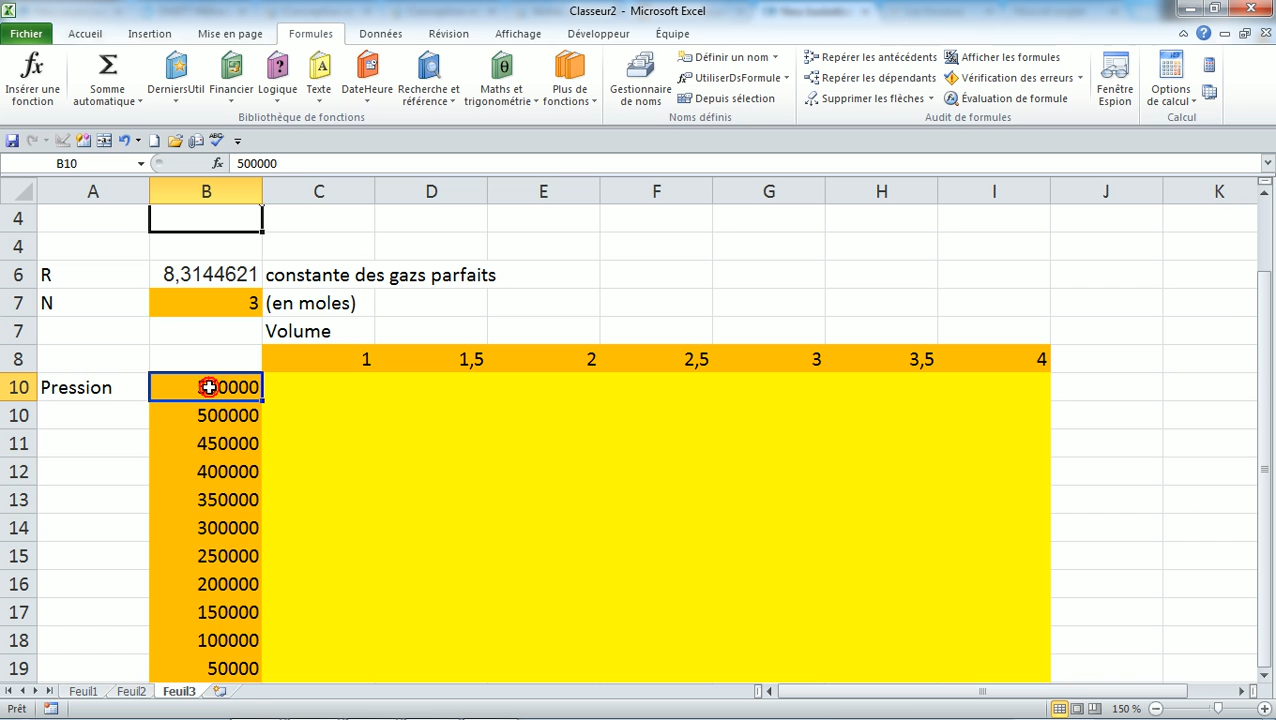 Classeur2 - Microsoft Excel
Fichier Accueil Insertion Mise en page Formules Données Révision Affichage Développeur Équipe
Insérer une fonction
Somme automatique
DerniersUtil
Financier
Logique
Texte
DateHeure
Recherche et référence
Maths et trigonométrie
Plus de fonctions
Bibliothèque de fonctions
Gestionnaire de noms
Définir un nom
UtiliserDsFormule
Depuis sélection
Noms définis
Repérer les antécédents
Repérer les dépendants
Supprimer les flèches
Afficher les formules
Vérification des erreurs
Évaluation de formule
Audit de formules
Fenêtre Espion
Options de calcul
Calcul
B10 fx 500000
A B C D E F G H I J K
4
4
6 R 8,3144621 constante des gazs parfaits
7 N 3 (en moles)
7 Volume
8 1 1,5 2 2,5 3 3,5 4
10 Pression 0000
10 500000
11 450000
12 400000
13 350000
14 300000
15 250000
16 200000
17 150000
18 100000
19 50000
Feuil1 Feuil2 Feuil3
Prêt 150 %